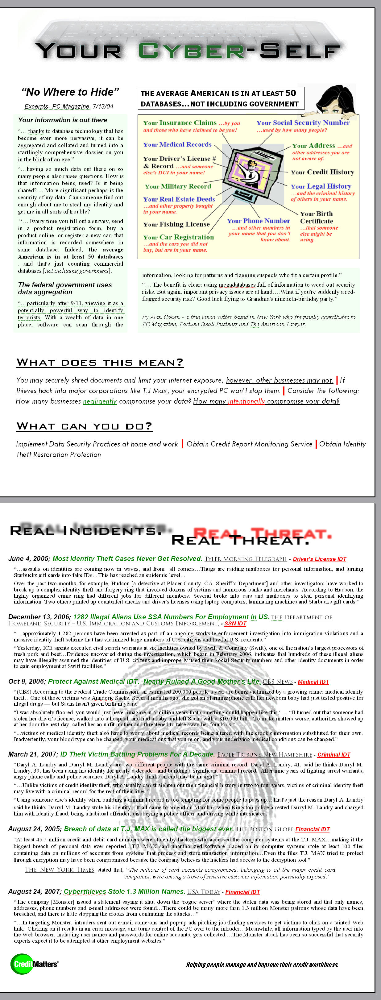 YOUR CYBER-SELF
“No Where to Hide”
Excerpts- PC Magazine. 7/13/04
Your information is out there
“… thanks to database technology that has
become ever more pervasive, it can be
aggregated and collated and turned into a
startlingly comprehensive dossier on you
in the blink of an eye.”
“…having so much data out there on so
many people also raises questions. How is
that information being used? Is it being
shared? ... More significant perhaps is the
security of my data: Can someone find out
enough about me to steal my identity and
get me in all sorts of trouble?
“… Every time you fill out a survey, send
in a product registration form, buy a
product online, or register a new car, that
information is recorded somewhere in
some database. Indeed, the average
American is in at least 50 databases
…and that's just counting commercial
databases [not including government].
The federal government uses
data aggregation
“…particularly after 9/11, viewing it as a
potentially powerful way to identify
terrorists. With a wealth of data in one
place, software can scan through the
THE AVERAGE AMERICAN IS IN AT LEAST 50
DATABASES...NOT INCLUDING GOVERNMENT
Your Insurance Claims …by you
and those who have claimed to be you!
Your Social Security Number
…used by how many people?
Your Medical Records
Your Address …and
other addresses you are
not aware of.
Your Driver’s License #
& Record …and someone
else’s DUI in your name!
Your Credit History
Your Military Record
Your Legal History
…and the criminal history
of others in your name.
Your Real Estate Deeds
…and other property bought
in your name.
Your Birth
Certificate
…that someone
else might be
using.
Your Phone Number
…and other numbers in
your name that you don’t
know about.
Your Fishing License
Your Car Registration
…and the cars you did not
buy, but are in your name.
information, looking for patterns and flagging suspects who fit a certain profile.”
“… The benefit is clear: using megadatabases full of information to weed out security
risks. But again, important privacy issues are at hand….What if you're suddenly a red-
flagged security risk? Good luck flying to Grandma's ninetieth-birthday party.”
By Alan Cohen - a free lance writer based in New York who frequently contributes to
PC Magazine, Fortune Small Business and The American Lawyer.
WHAT DOES THIS MEAN?
You may securely shred documents and limit your internet exposure; however, other businesses may not. | If
thieves hack into major corporations like T.J Max, your encrypted PC won’t stop them. | Consider the following:
How many businesses negligently compromise your data? How many intentionally compromise your data?
WHAT CAN YOU DO?
Implement Data Security Practices at home and work | Obtain Credit Report Monitoring Service | Obtain Identity
Theft Restoration Protection
REAL INCIDENTS. REAL THREAT.
June 4, 2005; Most Identity Theft Cases Never Get Resolved. TYLER MORNING TELEGRAPH - Driver's License IDT
“…assaults on identities are coming now in waves, and from all corners…Thugs are raiding mailboxes for personal information, and turning
Starbucks gift cards into fake IDs…This has reached an epidemic level…
Over the past two months, for example, Hudson [a detective at Placer County, CA. Sheriff’s Department] and other investigators have worked to
break up a complex identity theft and forgery ring that involved dozens of victims and numerous banks and merchants. According to Hudson, the
highly organized crime ring had different jobs for different members. Several broke into cars and mailboxes to steal personal identifying
information. Two others printed up counterfeit checks and driver's licenses using laptop computers, laminating machines and Starbucks gift cards.”
December 13, 2006; 1282 Illegal Aliens Use SSA Numbers For Employment In US. THE DEPARTMENT OF
HOMELAND SECURITY – U.S. IMMIGRATION AND CUSTOMS ENFORCEMENT. - SSN IDT
“…approximately 1,282 persons have been arrested as part of an ongoing worksite enforcement investigation into immigration violations and a
massive identity theft scheme that has victimized large numbers of U.S. citizens and lawful U.S. residents.”
“Yesterday, ICE agents executed civil search warrants at six facilities owned by Swift & Company (Swift), one of the nation’s largest processors of
fresh pork and beef…Evidence uncovered during the investigation, which began in February 2006, indicates that hundreds of these illegal aliens
may have illegally assumed the identities of U.S. citizens and improperly used their Social Security numbers and other identity documents in order
to gain employment at Swift facilities.”
Oct 9, 2006; Protect Against Medical IDT. Nearly Ruined A Good Mother's Life. CBS NEWS - Medical IDT
“(CBS) According to the Federal Trade Commission, an estimated 200,000 people a year are being victimized by a growing crime: medical identity
theft…One of those victims was Anndorie Sachs. Several months ago, she got an alarming phone call: her newborn baby had just tested positive for
illegal drugs — but Sachs hasn't given birth in years.
"I was absolutely floored, you would just never imagine in a million years that something could happen like this,"… “It turned out that someone had
stolen her driver's license, walked into a hospital, and had a baby and left Sachs with a $10,000 bill…To make matters worse, authorities showed up
at her door the next day, called her an unfit mother and threatened to take away her four kids.”
“...victims of medical identity theft also have to worry about medical records being altered with the crook's information substituted for their own.
Inadvertently, your blood type can be changed, your medications that you're on, and your underlying medical conditions can be changed.”
March 21, 2007; ID Theft Victim Battling Problems For A Decade. EAGLE TRIBUNE-NEW HAMPSHIRE - Criminal IDT
“Daryl A. Landry and Darryl M. Landry are two different people with the same criminal record. Daryl A. Landry, 41, said he thinks Darryl M.
Landry, 39, has been using his identity for nearly a decade - and building a significant criminal record. After nine years of fighting arrest warrants,
angry phone calls and police searches, Daryl A. Landry thinks an end may be in sight.”
“…Unlike victims of credit identity theft, who usually can straighten out their financial history in two to four years, victims of criminal identity theft
may live with a criminal record for the rest of their lives.”
“Using someone else's identity when building a criminal record is too tempting for some people to pass up…That's just the reason Daryl A. Landry
said he thinks Darryl M. Landry stole his identity…It all came to an end on March 6, when Kingston police arrested Darryl M. Landry and charged
him with identity fraud, being a habitual offender, disobeying a police officer and driving while intoxicated.”
August 24, 2005; Breach of data at T.J. MAX is called the biggest ever. THE BOSTON GLOBE Financial IDT
“At least 45.7 million credit and debit card numbers were stolen by hackers who accessed the computer systems at the T.J. MAX…making it the
biggest breach of personal data ever reported…T.J. MAX said unauthorized software placed on its computer systems stole at least 100 files
containing data on millions of accounts from systems that process and store transaction information…Even the files T.J. MAX tried to protect
through encryption may have been compromised because the company believes the hackers had access to the decryption tool.”
THE NEW YORK TIMES stated that, “The millions of card accounts compromised, belonging to all the major credit card
companies, were among a trove of sensitive customer information potentially exposed.”
August 24, 2007; Cyberthieves Stole 1.3 Million Names. USA TODAY - Financial IDT
“The company [Monster] issued a statement saying it shut down the ‘rogue server’ where the stolen data was being stored and that only names,
addresses, phone numbers and e-mail addresses were found…There could be many more than 1.3 million Monster patrons whose data have been
breached, and there is little stopping the crooks from continuing the attacks…”
“…In targeting Monster, intruders sent out e-mail come-ons and pop-up ads pitching job-finding services to get victims to click on a tainted Web
link. Clicking on it results in an error message, and turns control of the PC over to the intruder…Meanwhile, all information typed by the user into
the Web browser, including user names and passwords for online accounts, gets collected.…The Monster attack has been so successful that security
experts expect it to be attempted at other employment websites.”
CreditMatters®
Helping people manage and improve their credit worthiness.